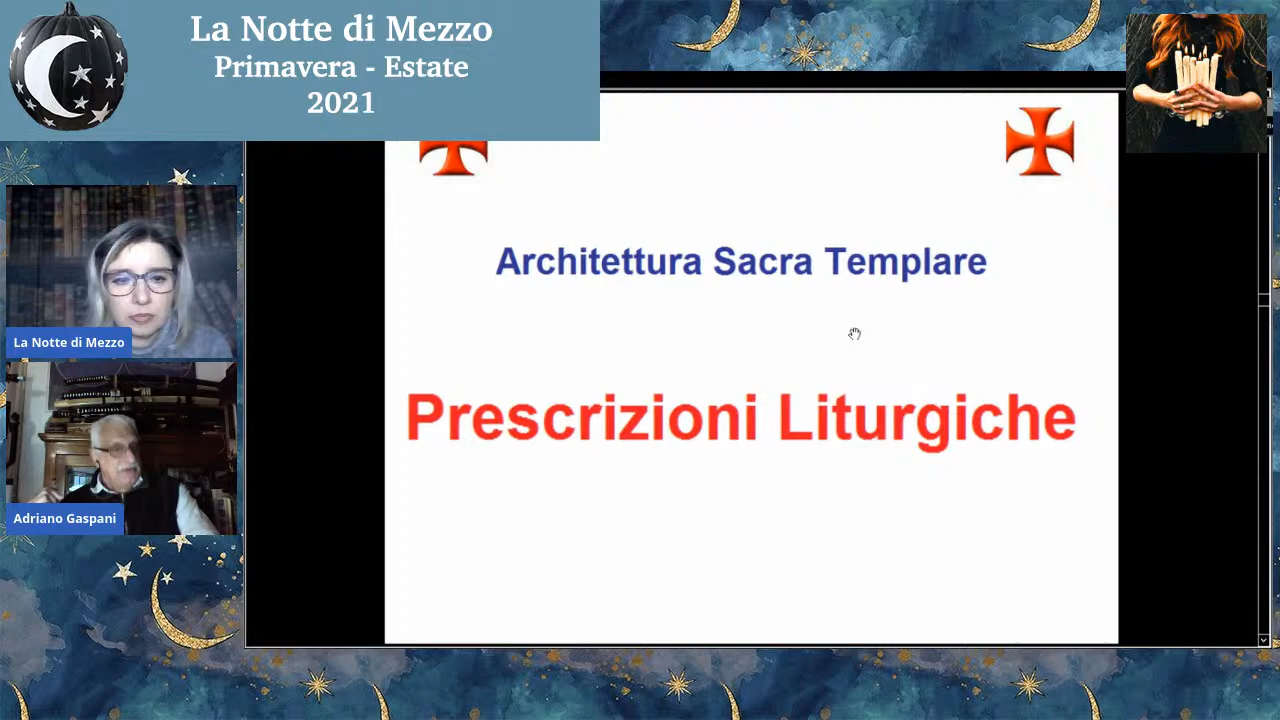 La Notte di Mezzo
Primavera - Estate
2021
Architettura Sacra Templare
Prescrizioni Liturgiche
La Notte di Mezzo
Adriano Gaspani